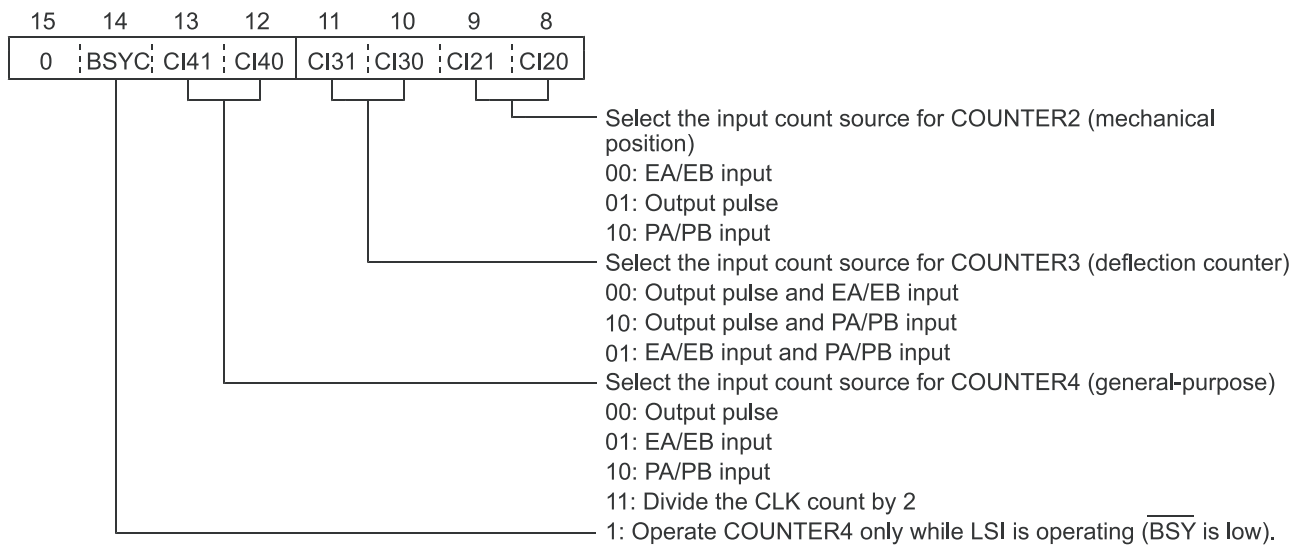 15 14 13 12 11 10 9 8
0 BSYC CI41 CI40 CI31 CI30 CI21 CI20
Select the input count source for COUNTER2 (mechanical
position)
00: EA/EB input
01: Output pulse
10: PA/PB input
Select the input count source for COUNTER3 (deflection counter)
00: Output pulse and EA/EB input
10: Output pulse and PA/PB input
01: EA/EB input and PA/PB input
Select the input count source for COUNTER4 (general-purpose)
00: Output pulse
01: EA/EB input
10: PA/PB input
11: Divide the CLK count by 2
1: Operate COUNTER4 only while LSI is operating (B̅S̅Y̅ is low).